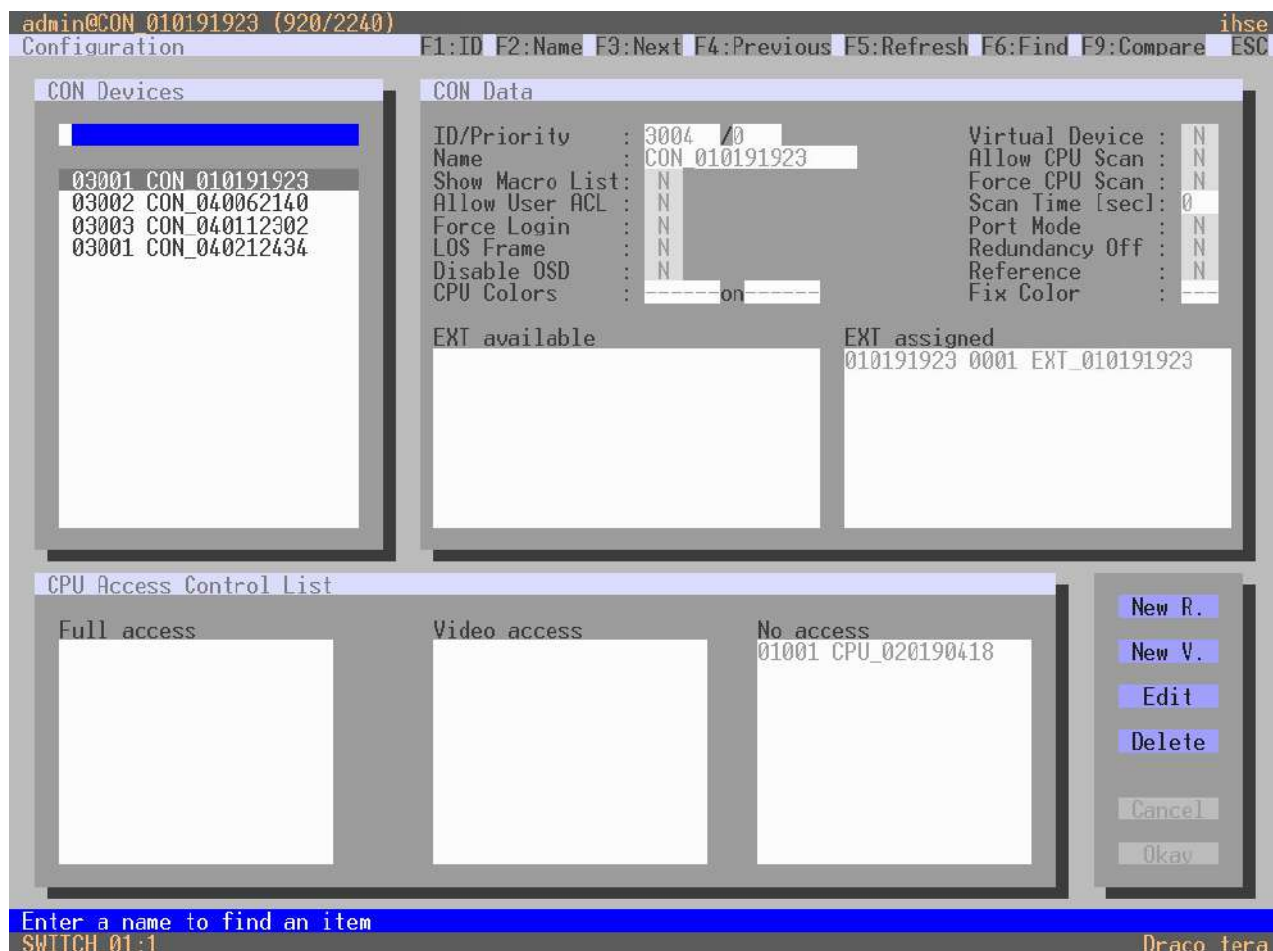 admin@CON_010191923 (920/2240) ihse
Configuration F1:ID F2:Name F3:Next F4:Previous F5:Refresh F6:Find F9:Compare ESC
CON Devices
03001 CON_010191923
03002 CON_040062140
03003 CON_040112302
03001 CON_040212434
CON Data
ID/Priority : 3004 /0
Name : CON_010191923
Show Macro List: N
Allow User ACL : N
Force Login : N
LOS Frame : N
Disable OSD : N
CPU Colors : ------on------
Virtual Device : N
Allow CPU Scan : N
Force CPU Scan : N
Scan Time [sec]: 0
Port Mode : N
Redundancy Off : N
Reference : N
Fix Color : ---
EXT available
EXT assigned
010191923 0001 EXT_010191923
CPU Access Control List
Full access
Video access
No access
01001 CPU_020190418
New R.
New V.
Edit
Delete
Cancel
Okay
Enter a name to find an item
SWITCH_01:1 Draco tera